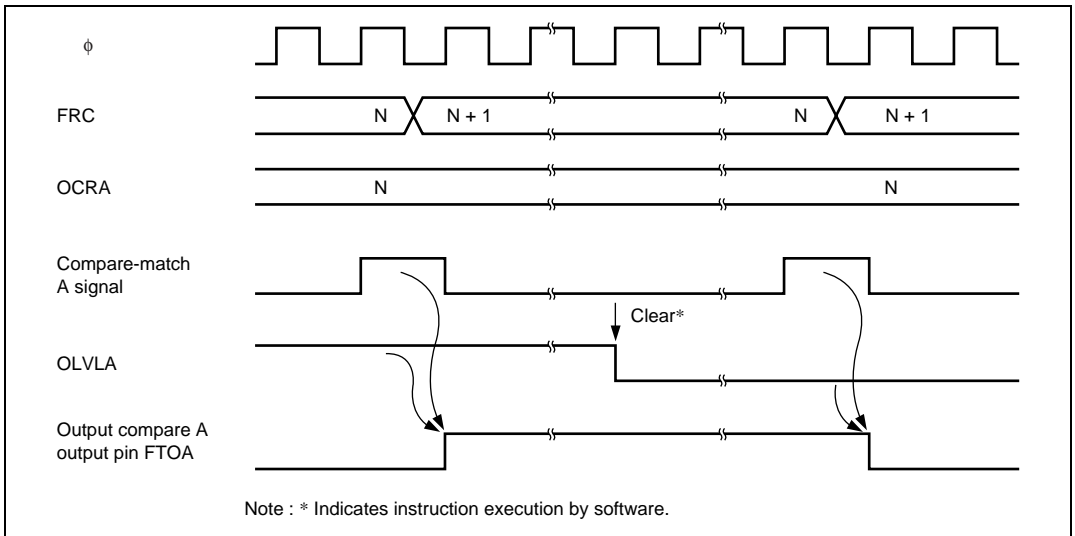 ϕ
FRC N N + 1 N N + 1
OCRA N N
Compare-match
A signal
Clear*
OLVLA
Output compare A
output pin FTOA
Note : * Indicates instruction execution by software.